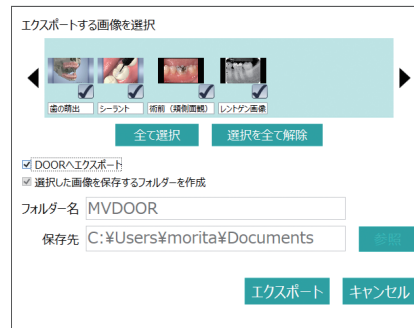 エクスポートする画像を選択
歯の萌出 シーラント 術前（頬側面観） レントゲン画像
全て選択 選択を全て解除
DOORへエクスポート
選択した画像を保存するフォルダーを作成
フォルダー名 MVDOOR
保存先 C:¥Users¥morita¥Documents 参照
エクスポート キャンセル